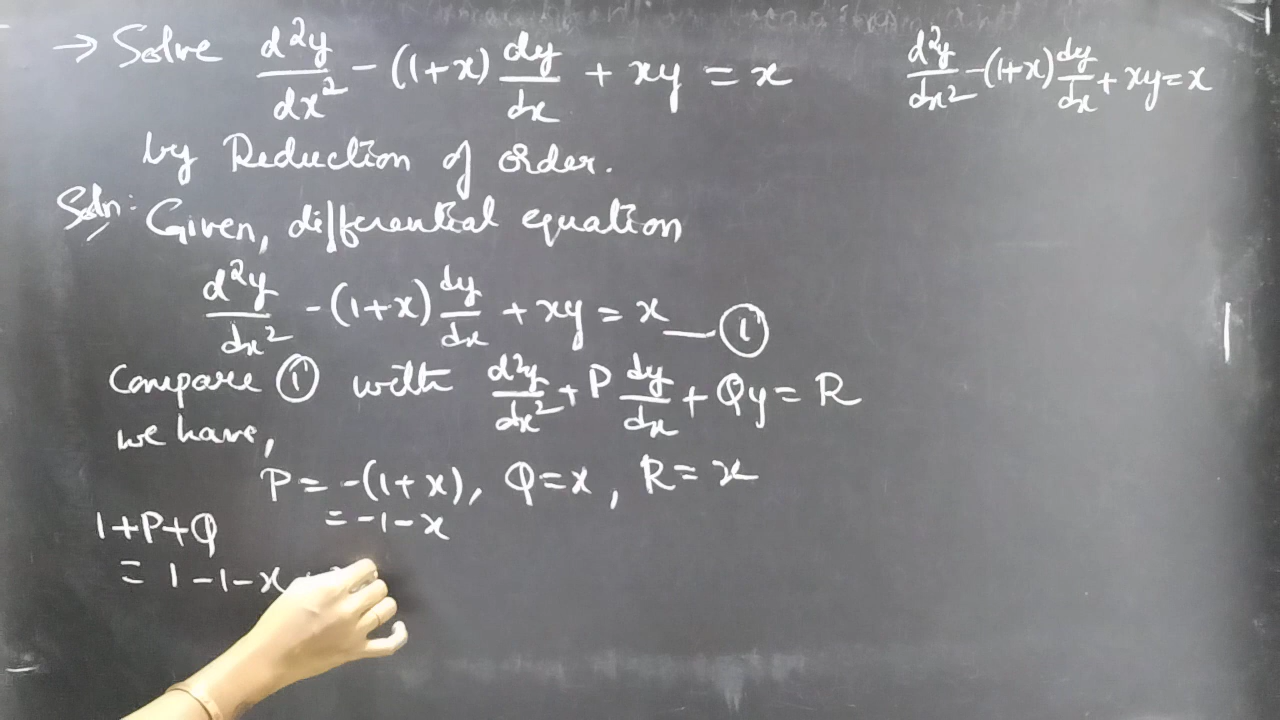 → Solve d²y/dx² - (1+x) dy/dx + xy = x
d²y/dx² - (1+x) dy/dx + xy = x
by Reduction of order.
Soln: Given, differential equation
d²y/dx² - (1+x) dy/dx + xy = x — ①
Compare ① with d²y/dx² + P dy/dx + Qy = R
we have,
P = -(1+x), Q = x, R = x
= -1-x
1+P+Q
= 1-1-x